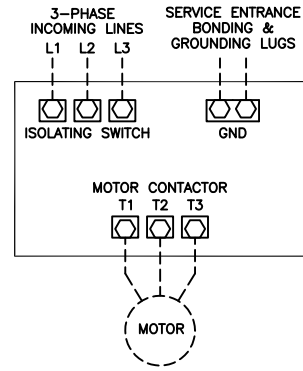 3-PHASE
INCOMING LINES
L1 L2 L3
SERVICE ENTRANCE
BONDING &
GROUNDING LUGS
ISOLATING SWITCH
GND
MOTOR CONTACTOR
T1 T2 T3
MOTOR